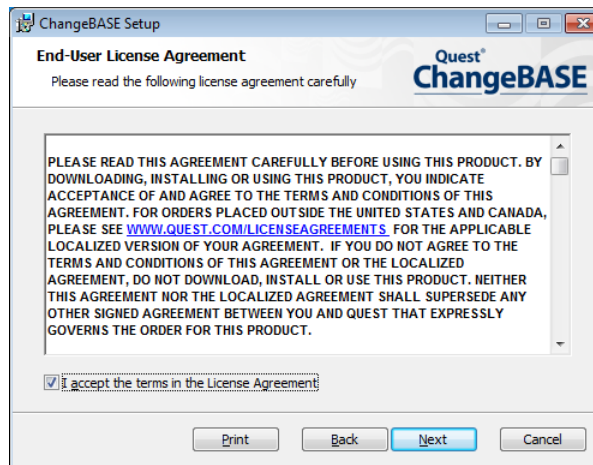 ChangeBASE Setup
End-User License Agreement
Please read the following license agreement carefully
Quest®
ChangeBASE
PLEASE READ THIS AGREEMENT CAREFULLY BEFORE USING THIS PRODUCT. BY
DOWNLOADING, INSTALLING OR USING THIS PRODUCT, YOU INDICATE
ACCEPTANCE OF AND AGREE TO THE TERMS AND CONDITIONS OF THIS
AGREEMENT. FOR ORDERS PLACED OUTSIDE THE UNITED STATES AND CANADA,
PLEASE SEE WWW.QUEST.COM/LICENSEAGREEMENTS FOR THE APPLICABLE
LOCALIZED VERSION OF YOUR AGREEMENT. IF YOU DO NOT AGREE TO THE
TERMS AND CONDITIONS OF THIS AGREEMENT OR THE LOCALIZED
AGREEMENT, DO NOT DOWNLOAD, INSTALL OR USE THIS PRODUCT. NEITHER
THIS AGREEMENT NOR THE LOCALIZED AGREEMENT SHALL SUPERSEDE ANY
OTHER SIGNED AGREEMENT BETWEEN YOU AND QUEST THAT EXPRESSLY
GOVERNS THE ORDER FOR THIS PRODUCT.
I accept the terms in the License Agreement
Print Back Next Cancel